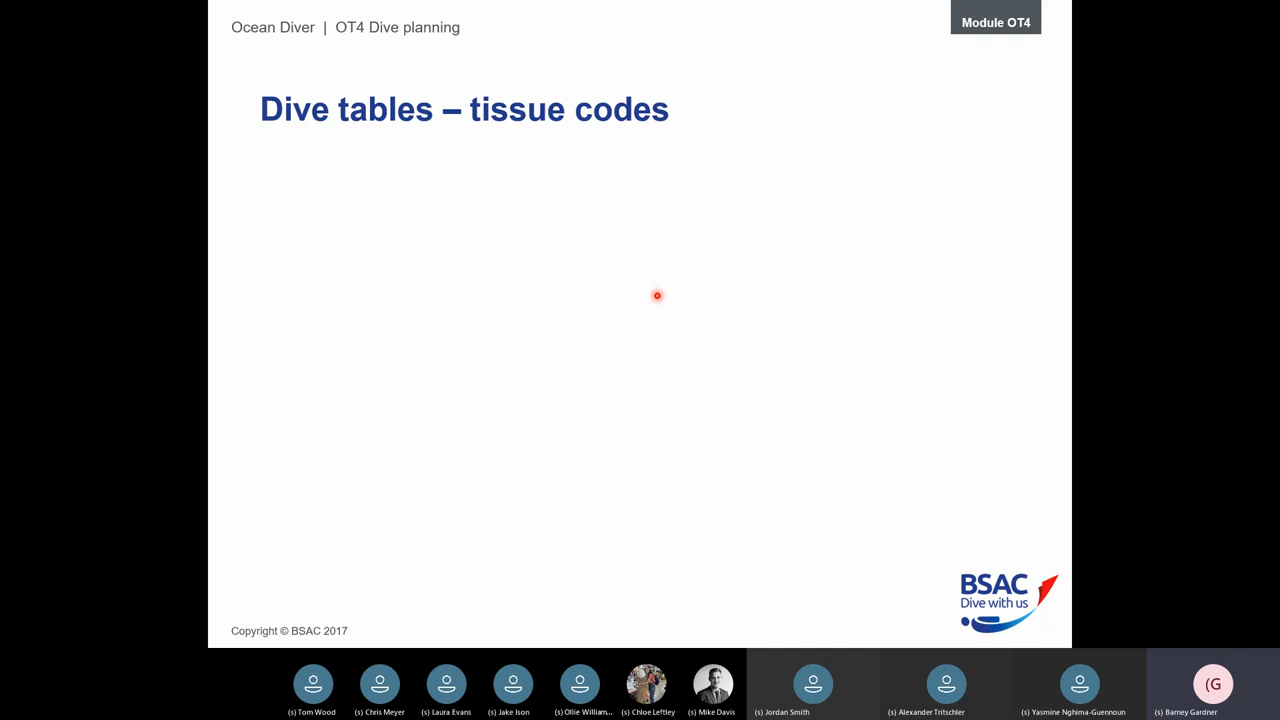 Ocean Diver | OT4 Dive planning
Module OT4
Dive tables – tissue codes
BSAC
Dive with us
Copyright © BSAC 2017
(G
(s) Tom Wood
(s) Chris Meyer
(s) Laura Evans
(s) Jake Ison
(s) Ollie William...
(s) Chloe Leftley
(s) Mike Davis
(s) Jordan Smith
(s) Alexander Tritschler
(s) Yasmine Nghima-Guennoun
(s) Barney Gardner